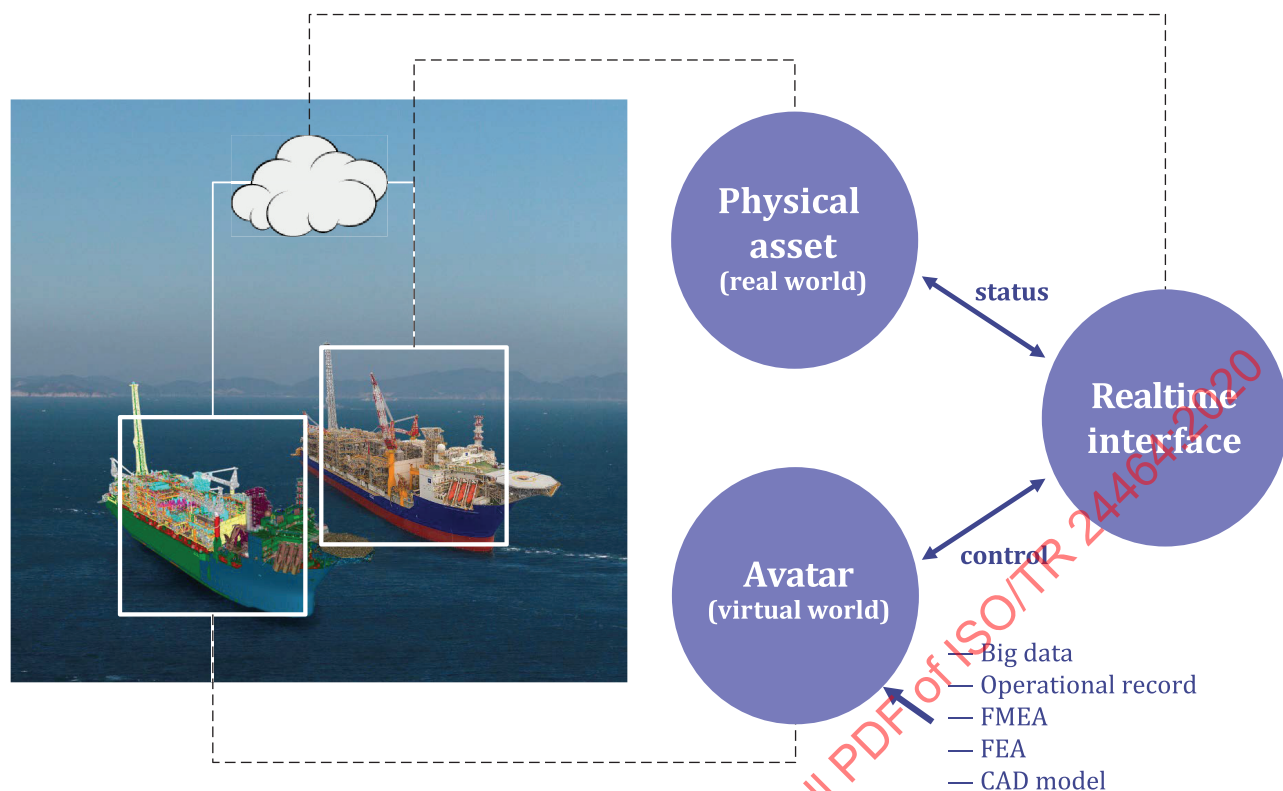 Physical
asset
(real world)
status
Realtime
interface
control
Avatar
(virtual world)
— Big data
— Operational record
— FMEA
— FEA
— CAD model
PDF of ISO/TR 24464:2020